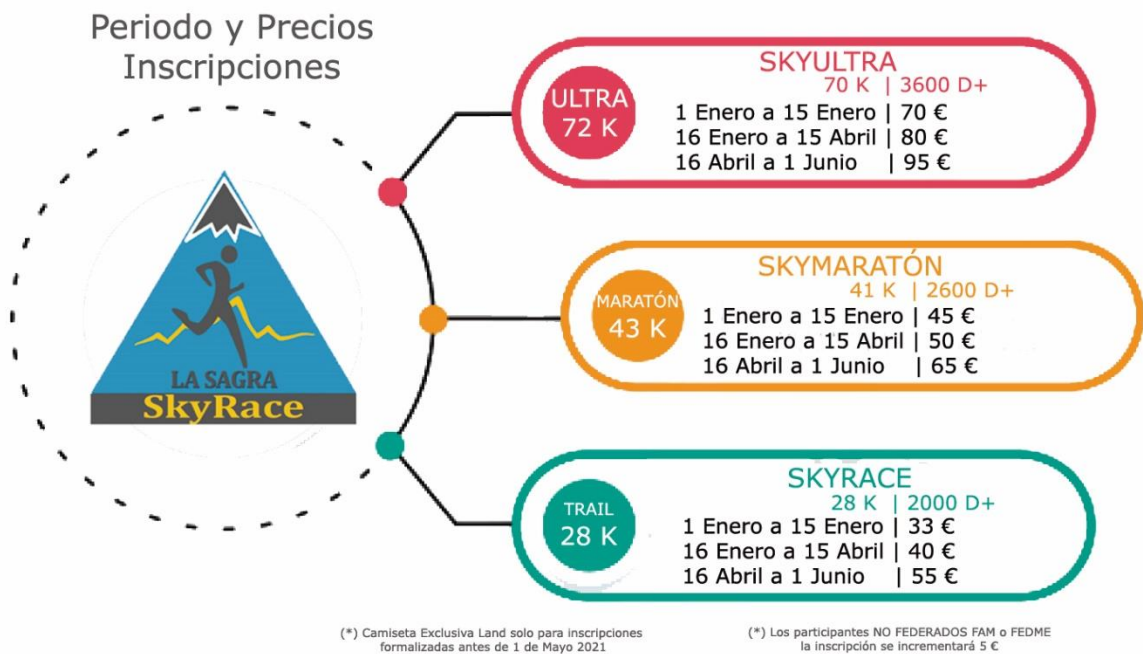 Periodo y Precios
Inscripciones
LA SAGRA
SkyRace
ULTRA
72 K
SKYULTRA
70 K | 3600 D+
1 Enero a 15 Enero | 70 €
16 Enero a 15 Abril | 80 €
16 Abril a 1 Junio | 95 €
MARATÓN
43 K
SKYMARATÓN
41 K | 2600 D+
1 Enero a 15 Enero | 45 €
16 Enero a 15 Abril | 50 €
16 Abril a 1 Junio | 65 €
TRAIL
28 K
SKYRACE
28 K | 2000 D+
1 Enero a 15 Enero | 33 €
16 Enero a 15 Abril | 40 €
16 Abril a 1 Junio | 55 €
(*) Camiseta Exclusiva Land solo para inscripciones
formalizadas antes de 1 de Mayo 2021
(*) Los participantes NO FEDERADOS FAM o FEDME
la inscripción se incrementará 5 €